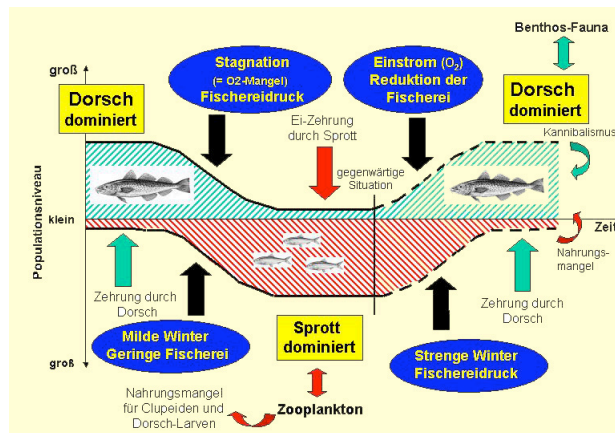 Benthos-Fauna
groß
Stagnation
(= O2-Mangel)
Fischereidruck
Einstrom (O₂)
Reduktion der
Fischerei
Dorsch
dominiert
Dorsch
dominiert
Ei-Zehrung
durch Sprott
Kannibalismus
gegenwärtige
Situation
Populationsniveau
klein
Zeit
Nahrungs-
mangel
Zehrung durch
Dorsch
Zehrung durch
Dorsch
Milde Winter
Geringe Fischerei
Sprott
dominiert
Strenge Winter
Fischereidruck
groß
Nahrungsmangel
für Clupeiden und
Dorsch-Larven
Zooplankton